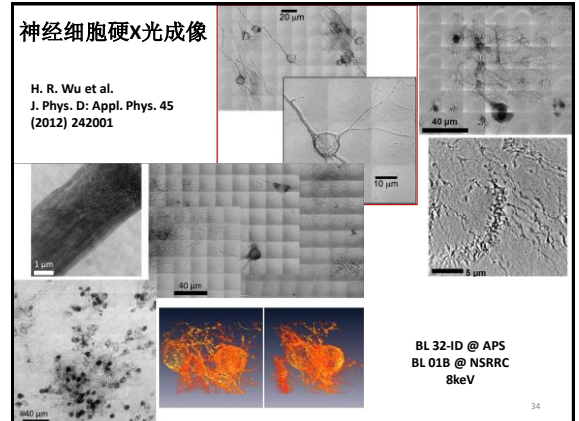 神经细胞硬X光成像
H. R. Wu et al.
J. Phys. D: Appl. Phys. 45
(2012) 242001
20 μm
40 μm
10 μm
1 μm
40 μm
5 μm
40 μm
BL 32-ID @ APS
BL 01B @ NSRRC
8keV
34